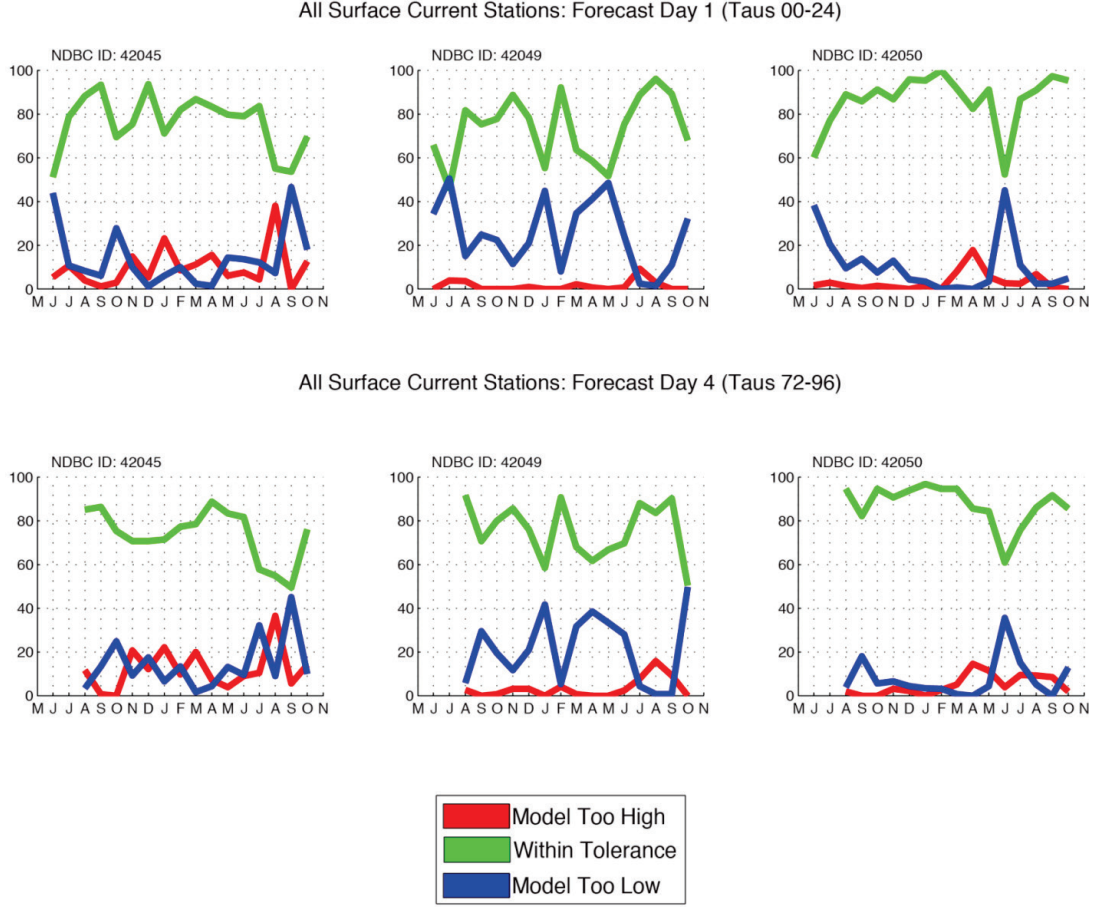 All Surface Current Stations: Forecast Day 1 (Taus 00-24)
NDBC ID: 42045
NDBC ID: 42049
NDBC ID: 42050
100
80
60
40
20
0
M J J A S O N D J F M A M J J A S O N
100
80
60
40
20
0
M J J A S O N D J F M A M J J A S O N
100
80
60
40
20
0
M J J A S O N D J F M A M J J A S O N
All Surface Current Stations: Forecast Day 4 (Taus 72-96)
NDBC ID: 42045
NDBC ID: 42049
NDBC ID: 42050
100
80
60
40
20
0
M J J A S O N D J F M A M J J A S O N
100
80
60
40
20
0
M J J A S O N D J F M A M J J A S O N
100
80
60
40
20
0
M J J A S O N D J F M A M J J A S O N
Model Too High
Within Tolerance
Model Too Low